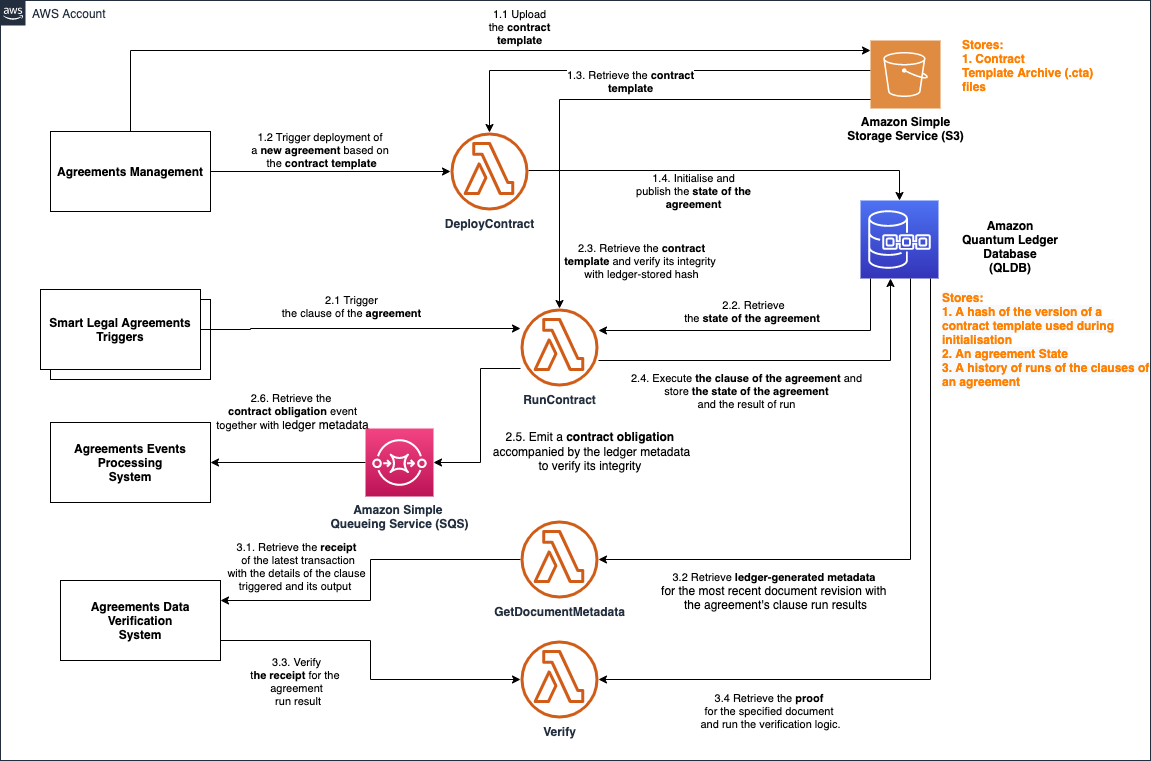 aws
AWS Account
1.1 Upload
the contract
template
Stores:
1. Contract
Template Archive (.cta)
files
1.3. Retrieve the contract
template
Amazon Simple
Storage Service (S3)
1.2 Trigger deployment of
a new agreement based on
the contract template
Agreements Management
DeployContract
1.4. Initialise and
publish the state of the
agreement
Amazon
Quantum Ledger
Database
(QLDB)
2.3. Retrieve the contract
template and verify its integrity
with ledger-stored hash
Stores:
1. A hash of the version of a
contract template used during
initialisation
2. An agreement State
3. A history of runs of the clauses of
an agreement
Smart Legal Agreements
Triggers
2.1 Trigger
the clause of the agreement
2.2. Retrieve
the state of the agreement
RunContract
2.4. Execute the clause of the agreement and
store the state of the agreement
and the result of run
2.6. Retrieve the
contract obligation event
together with ledger metadata
2.5. Emit a contract obligation
accompanied by the ledger metadata
to verify its integrity
Agreements Events
Processing
System
Amazon Simple
Queueing Service (SQS)
3.1. Retrieve the receipt
of the latest transaction
with the details of the clause
triggered and its output
GetDocumentMetadata
3.2 Retrieve ledger-generated metadata
for the most recent document revision with
the agreement's clause run results
Agreements Data
Verification
System
3.3. Verify
the receipt for the
agreement
run result
Verify
3.4 Retrieve the proof
for the specified document
and run the verification logic.